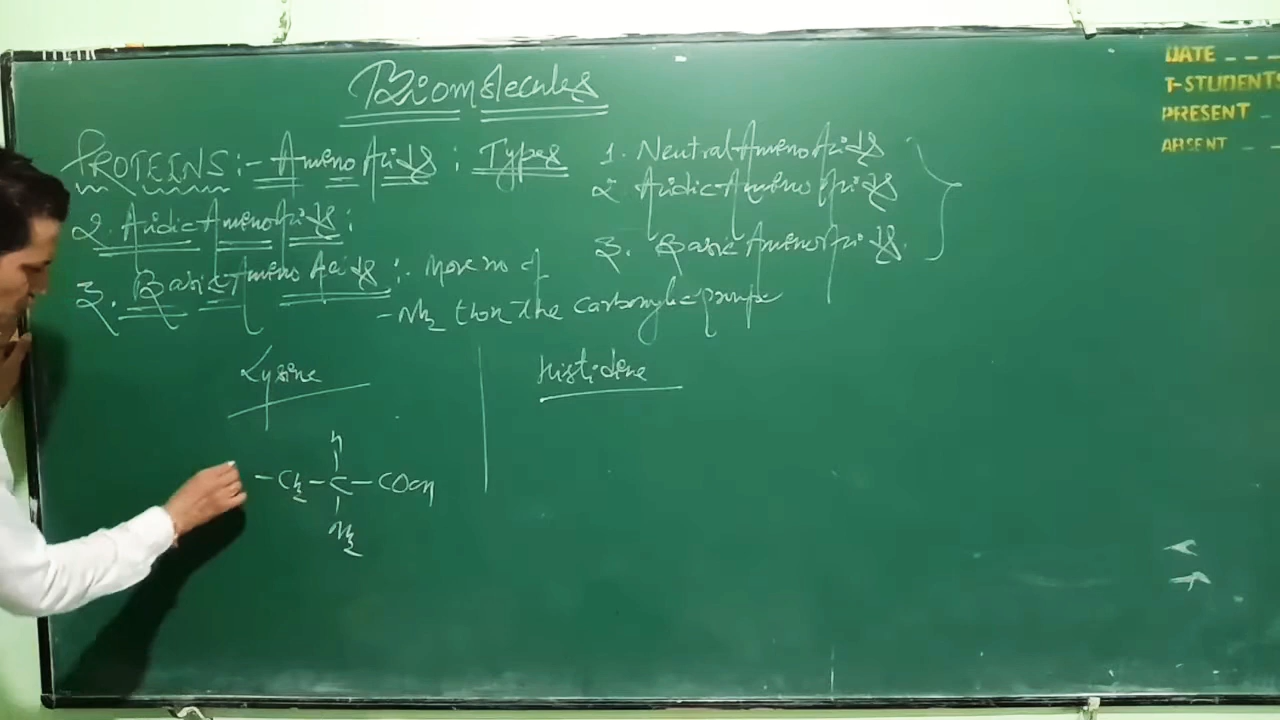 Biomolecules
PROTEINS:- Amino Acids : Types
1. Neutral Amino Acids
2. Acidic Amino Acids
3. Basic Amino Acids.
2. Acidic Amino Acids:
3. Basic Amino Acids:- More no of
-NH2 than the carboxylic group
Lysine
Histidine
H
-CH2-C-COOH
NH2
DATE _ _ _
T-STUDENTS
PRESENT _
ABSENT _ _